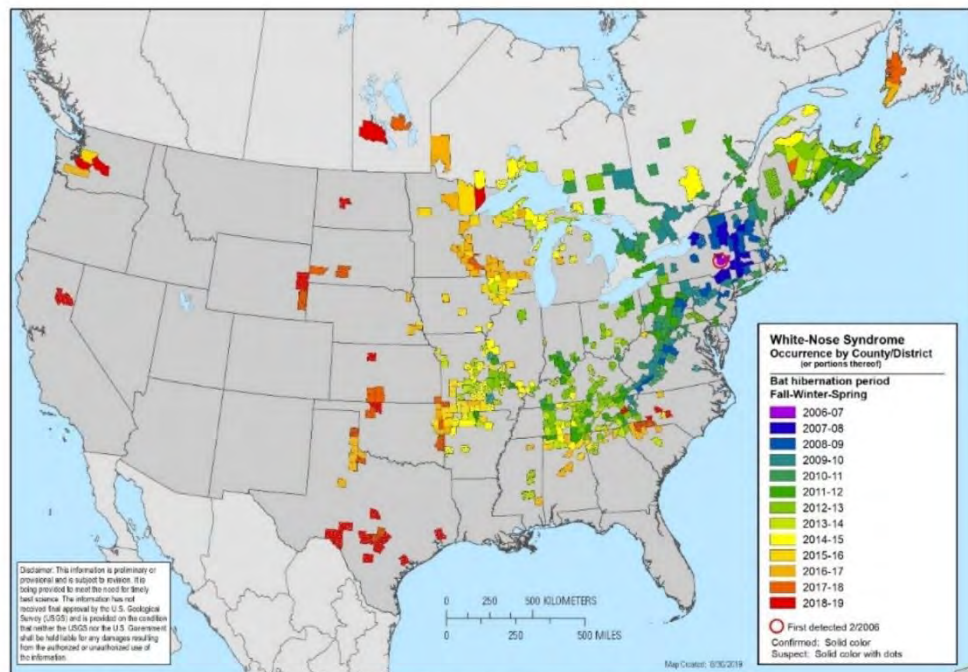 White-Nose Syndrome
Occurrence by County/District
(or portions thereof)
Bat hibernation period
Fall-Winter-Spring
2006-07
2007-08
2008-09
2009-10
2010-11
2011-12
2012-13
2013-14
2014-15
2015-16
2016-17
2017-18
2018-19
First detected 2/2006
Confirmed: Solid color
Suspect: Solid color with dots
Disclaimer: This information is preliminary or
provisional and is subject to revision. It is
being provided to meet the need for timely
best science. The information has not
received final approval by the U.S. Geological
Survey (USGS) and is provided on the condition
that neither the USGS nor the U.S. Government
shall be held liable for any damages resulting
from the authorized or unauthorized use of
the information.
0 250 500 KILOMETERS
0 250 500 MILES
Map Created: 8/30/2019